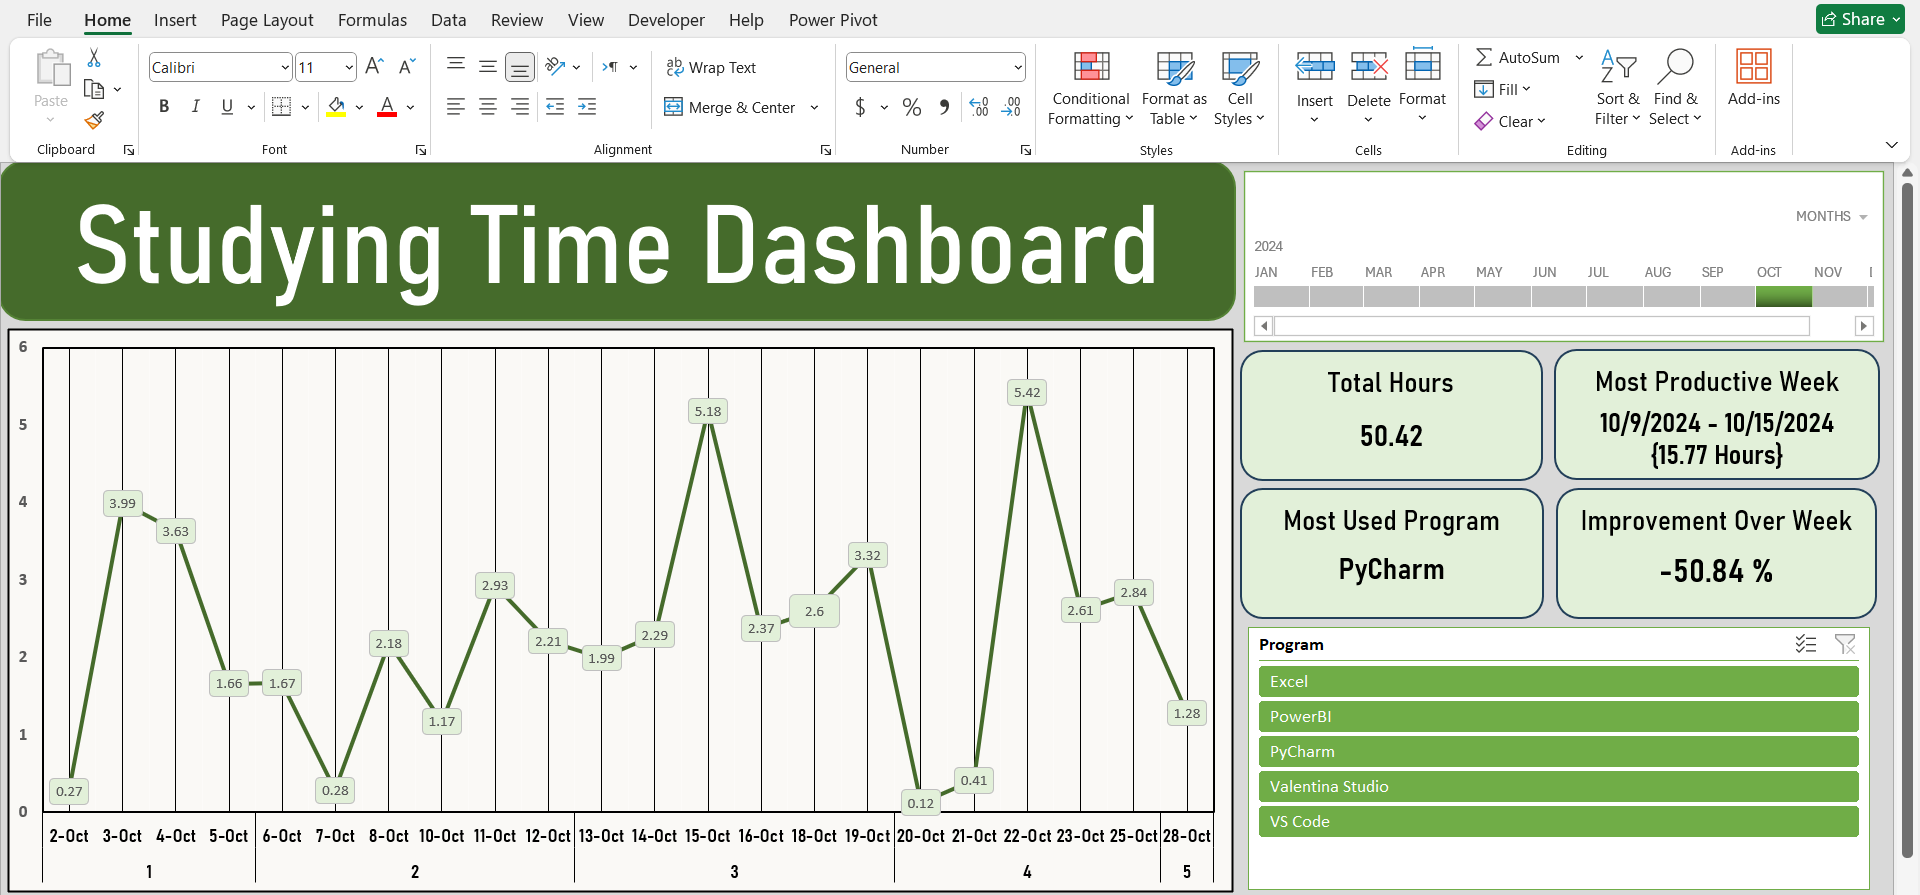 File Home Insert Page Layout Formulas Data Review View Developer Help Power Pivot Share
Paste
Clipboard
Calibri 11
B I U A
Font
Wrap Text
Merge & Center
Alignment
General
$ % ,
Number
Conditional Formatting
Format as Table
Cell Styles
Styles
Insert Delete Format
Cells
AutoSum
Fill
Clear
Sort & Filter
Find & Select
Editing
Add-ins
Add-ins
Studying Time Dashboard
MONTHS
2024
JAN FEB MAR APR MAY JUN JUL AUG SEP OCT NOV
Total Hours
50.42
Most Productive Week
10/9/2024 - 10/15/2024
{15.77 Hours}
Most Used Program
PyCharm
Improvement Over Week
-50.84 %
Program
Excel
PowerBI
PyCharm
Valentina Studio
VS Code
6
5
4
3
2
1
0
0.27 3.99 3.63 1.66 1.67 0.28 2.18 1.17 2.93 2.21 1.99 2.29 5.18 2.37 2.6 3.32 0.12 0.41 5.42 2.61 2.84 1.28
2-Oct 3-Oct 4-Oct 5-Oct 6-Oct 7-Oct 8-Oct 10-Oct 11-Oct 12-Oct 13-Oct 14-Oct 15-Oct 16-Oct 18-Oct 19-Oct 20-Oct 21-Oct 22-Oct 23-Oct 25-Oct 28-Oct
1 2 3 4 5